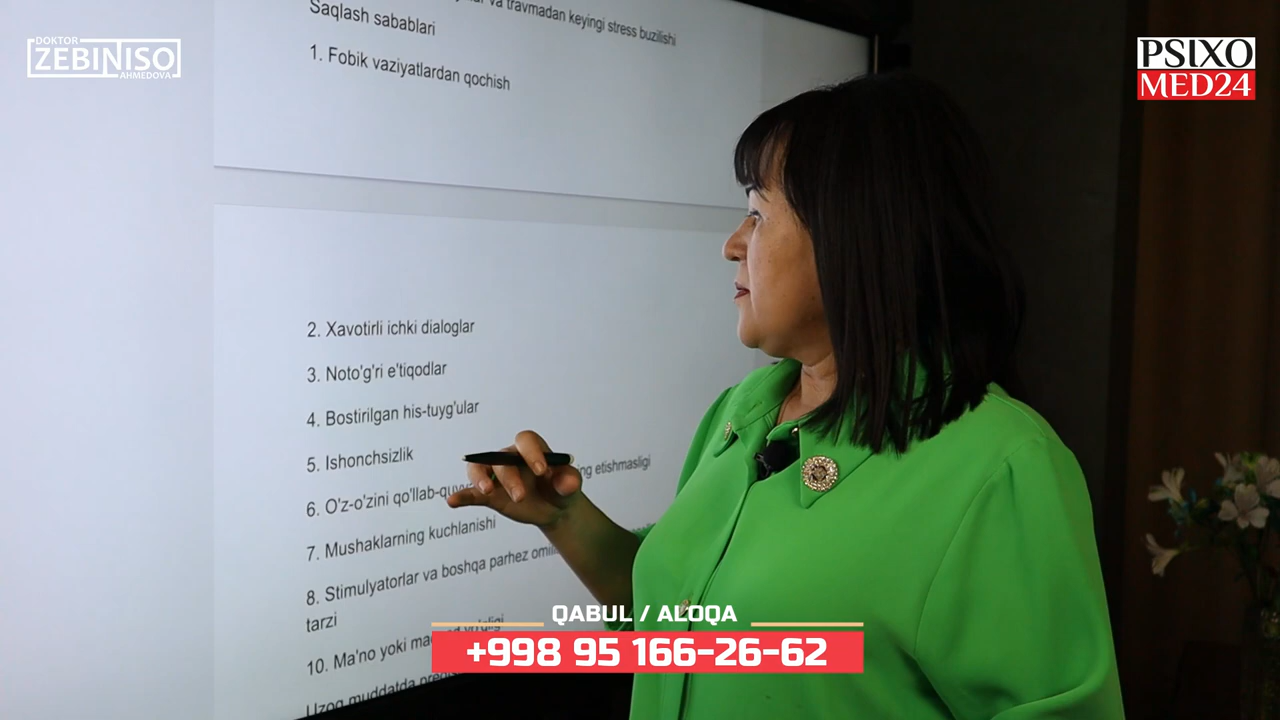 DOKTOR
ZEBINISO
AHMEDOVA
PSIXO
MED24
va travmadan keyingi stress buzilishi
Saqlash sabablari
1. Fobik vaziyatlardan qochish
2. Xavotirli ichki dialoglar
3. Noto'g'ri e'tiqodlar
4. Bostirilgan his-tuyg'ular
5. Ishonchsizlik
6. O'z-o'zini etishmasligi
7. Mushaklarning kuchlanishi
8. Stimulyatorlar va boshqa parhez
tarzi
10. Ma'no yoki
Uzoq muddatda
QABUL / ALOQA
+998 95 166-26-62